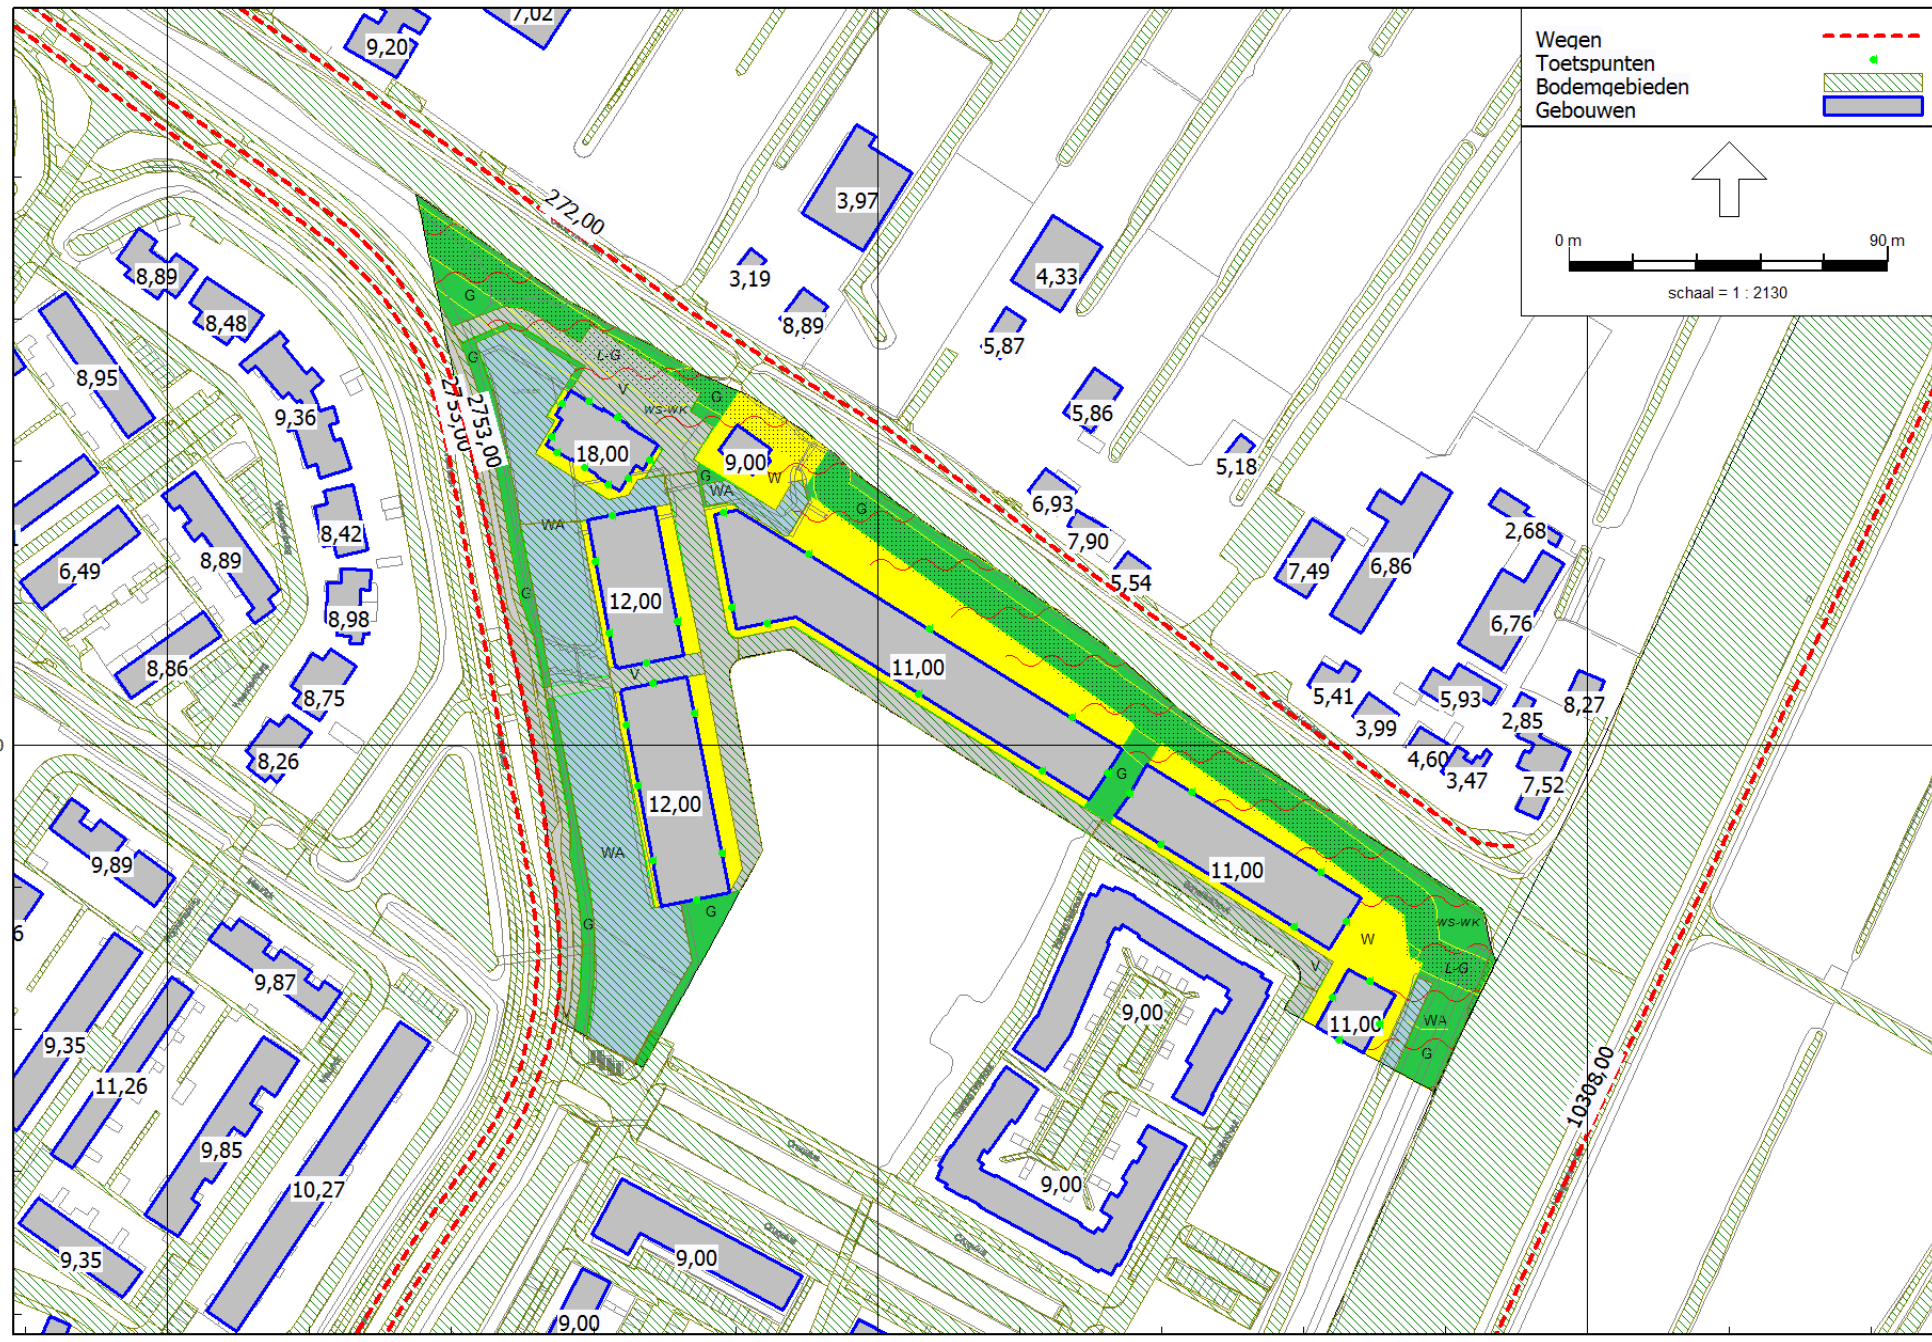 Wegen
Toetspunten
Bodemgebieden
Gebouwen
0 m 90 m
schaal = 1 : 2130
7,02
9,20
272,00
3,97
3,19
4,33
8,89
8,89
8,48
5,87
8,95
9,36
5,86
5,18
2753,00
2753,00
G
G
L-G
V
WS-WK
G
18,00
9,00
W
G
WA
G
6,93
7,90
5,54
7,49
6,86
2,68
6,76
8,42
8,89
6,49
8,98
8,86
8,75
8,26
WA
G
12,00
V
11,00
5,41
3,99
5,93
2,85
8,27
4,60
3,47
7,52
12,00
WA
G
G
G
11,00
WS-WK
L-G
W
V
WA
G
11,00
9,89
6
9,87
9,35
11,26
9,85
10,27
9,35
V
9,00
9,00
9,00
9,00
10308,00
0